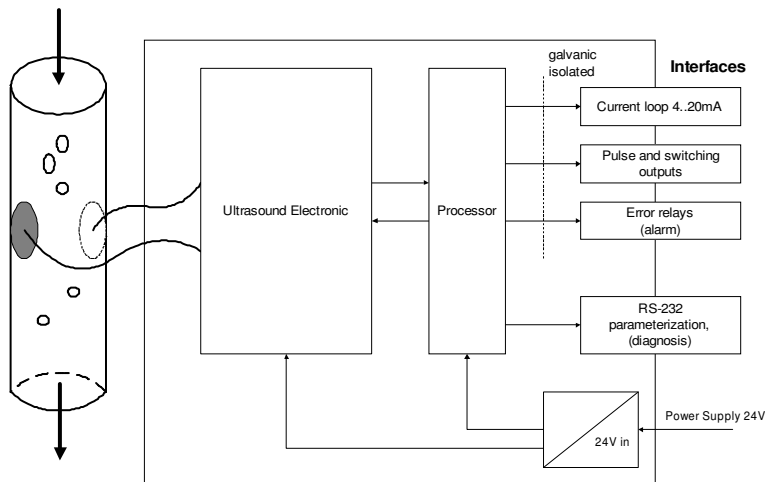 galvanic
isolated
Interfaces
Current loop 4..20mA
Pulse and switching
outputs
Ultrasound Electronic
Processor
Error relays
(alarm)
RS-232
parameterization,
(diagnosis)
Power Supply 24V
24V in